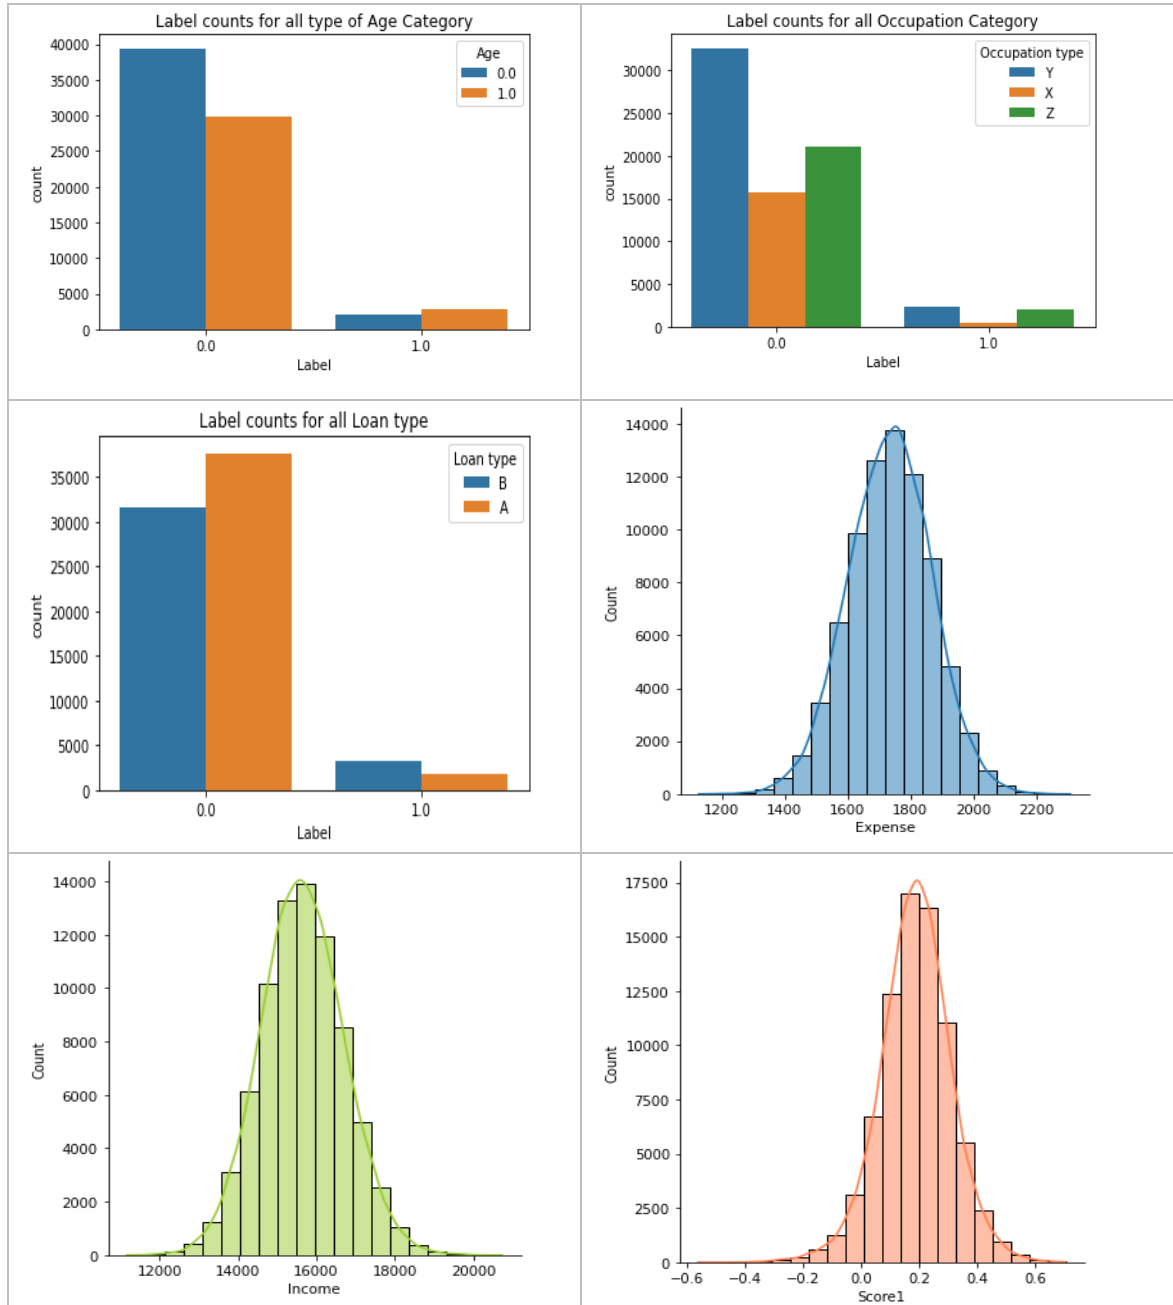 Label counts for all type of Age Category
40000
35000
30000
25000
20000
15000
10000
5000
0
count
0.0
1.0
Label
Age
0.0
1.0
Label counts for all Occupation Category
30000
25000
20000
15000
10000
5000
0
count
0.0
1.0
Label
Occupation type
Y
X
Z
Label counts for all Loan type
35000
30000
25000
20000
15000
10000
5000
0
count
0.0
1.0
Label
Loan type
B
A
14000
12000
10000
8000
6000
4000
2000
0
Count
1200 1400 1600 1800 2000 2200
Expense
14000
12000
10000
8000
6000
4000
2000
0
Count
12000 14000 16000 18000 20000
Income
17500
15000
12500
10000
7500
5000
2500
0
Count
−0.6 −0.4 −0.2 0.0 0.2 0.4 0.6
Score1